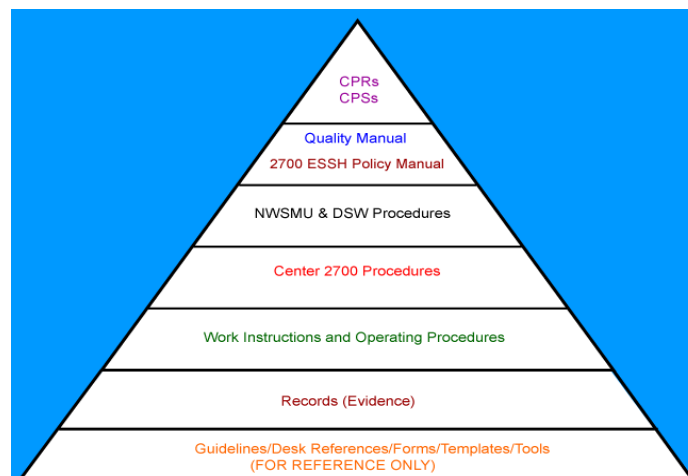 CPRs
CPSs
Quality Manual
2700 ESSH Policy Manual
NWSMU & DSW Procedures
Center 2700 Procedures
Work Instructions and Operating Procedures
Records (Evidence)
Guidelines/Desk References/Forms/Templates/Tools
(FOR REFERENCE ONLY)